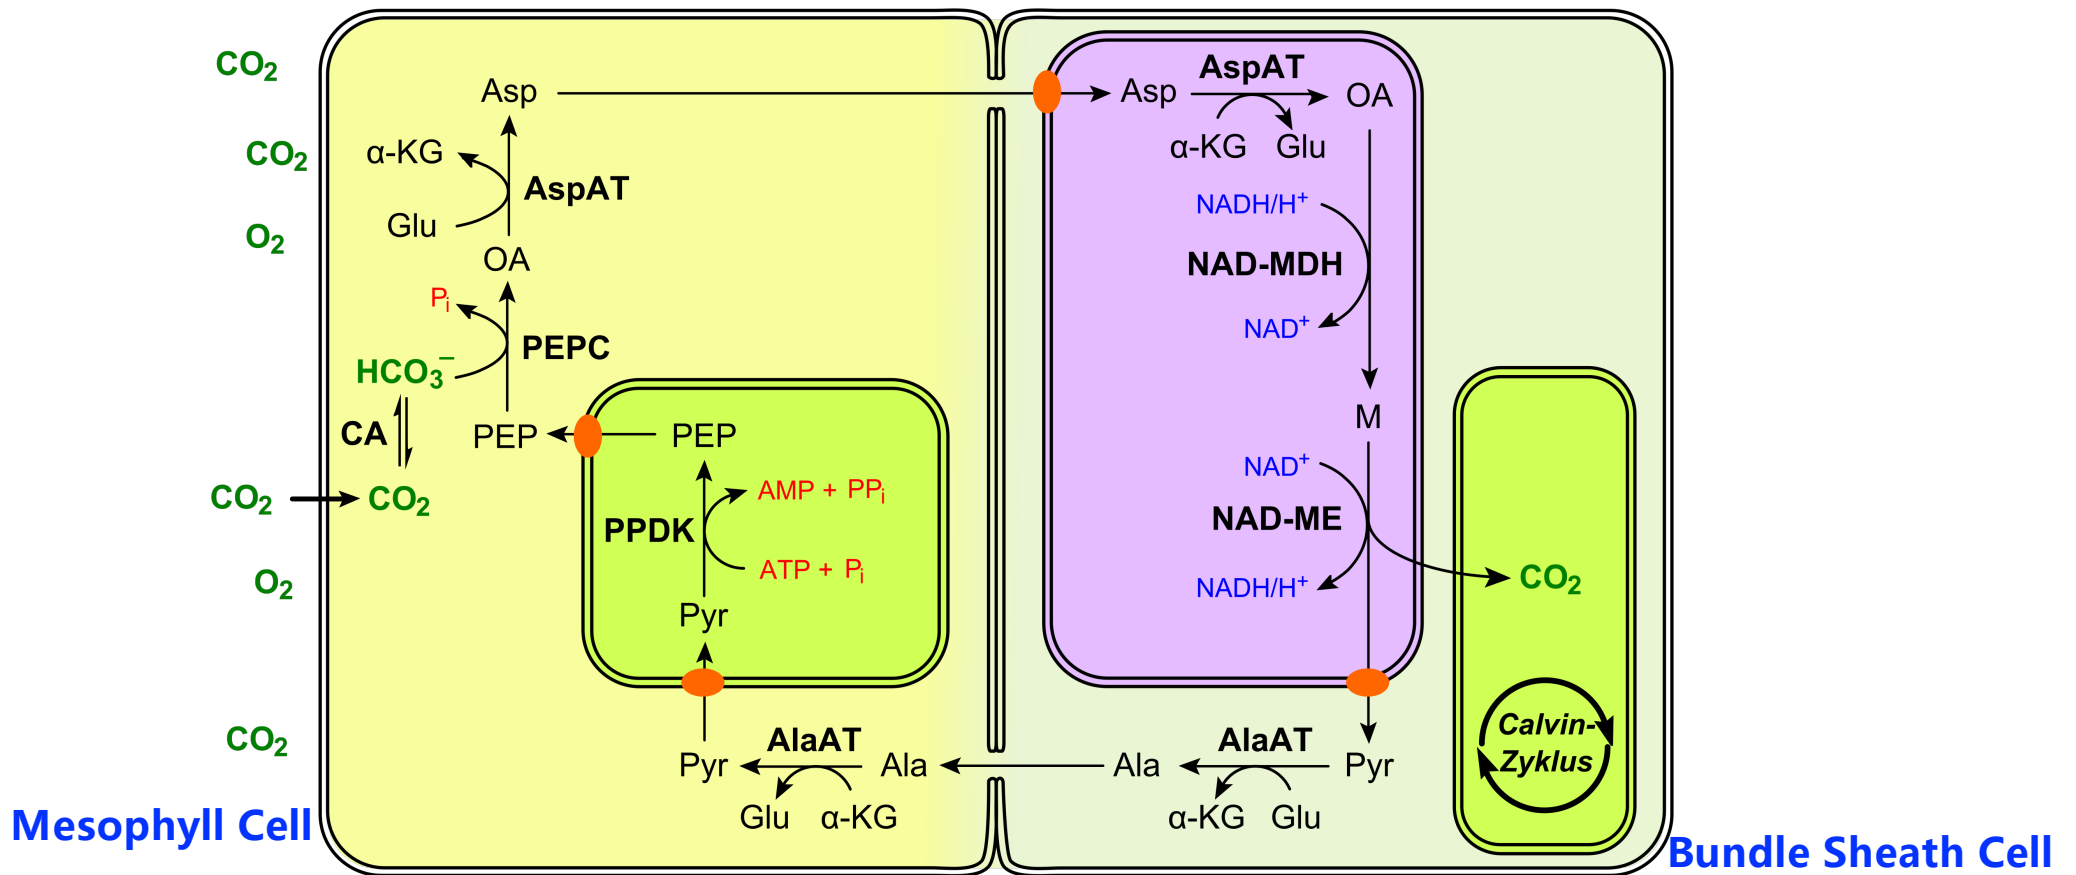 CO₂
CO₂
O₂
CO₂
O₂
CO₂
Mesophyll Cell
Asp
α-KG
AspAT
Glu
OA
Pᵢ
PEPC
HCO₃⁻
CA
CO₂
PEP
PEP
AMP + PPᵢ
PPDK
ATP + Pᵢ
Pyr
Pyr
AlaAT
Ala
Glu
α-KG
Asp
AspAT
OA
α-KG
Glu
NADH/H⁺
NAD-MDH
NAD⁺
M
NAD⁺
NAD-ME
NADH/H⁺
CO₂
Calvin-
Zyklus
Ala
AlaAT
Pyr
α-KG
Glu
Bundle Sheath Cell